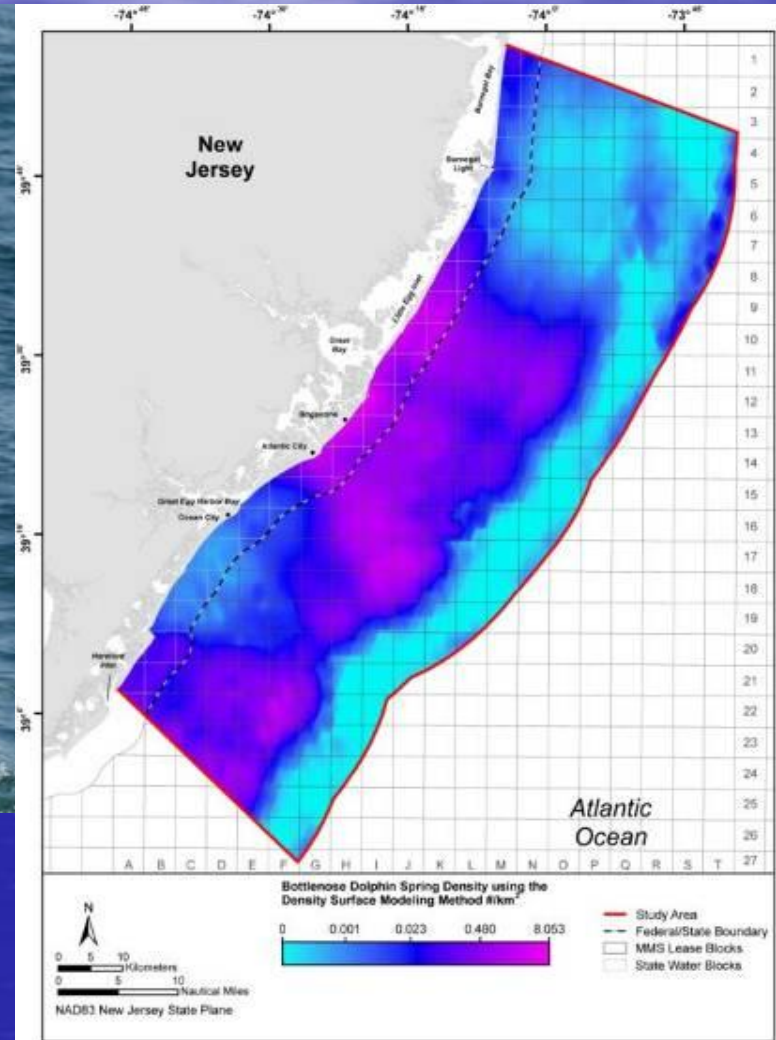 -74°45'
-74°30'
-74°15'
-74°0'
-73°45'
New
Jersey
Barnegat Bay
Barnegat
Light
Little Egg Inlet
Great
Bay
Brigantine
Atlantic City
Great Egg Harbor Bay
Ocean City
Hereford
Inlet
39°45'
39°30'
39°15'
39°0'
1
2
3
4
5
6
7
8
9
10
11
12
13
14
15
16
17
18
19
20
21
22
23
24
25
26
27
A B C D E F G H I J K L M N O P Q R S T
Atlantic
Ocean
N
0 5 10
Kilometers
0 5 10
Nautical Miles
NAD83 New Jersey State Plane
Bottlenose Dolphin Spring Density using the
Density Surface Modeling Method #/km²
0 0.001 0.023 0.480 8.053
Study Area
Federal/State Boundary
MMS Lease Blocks
State Water Blocks